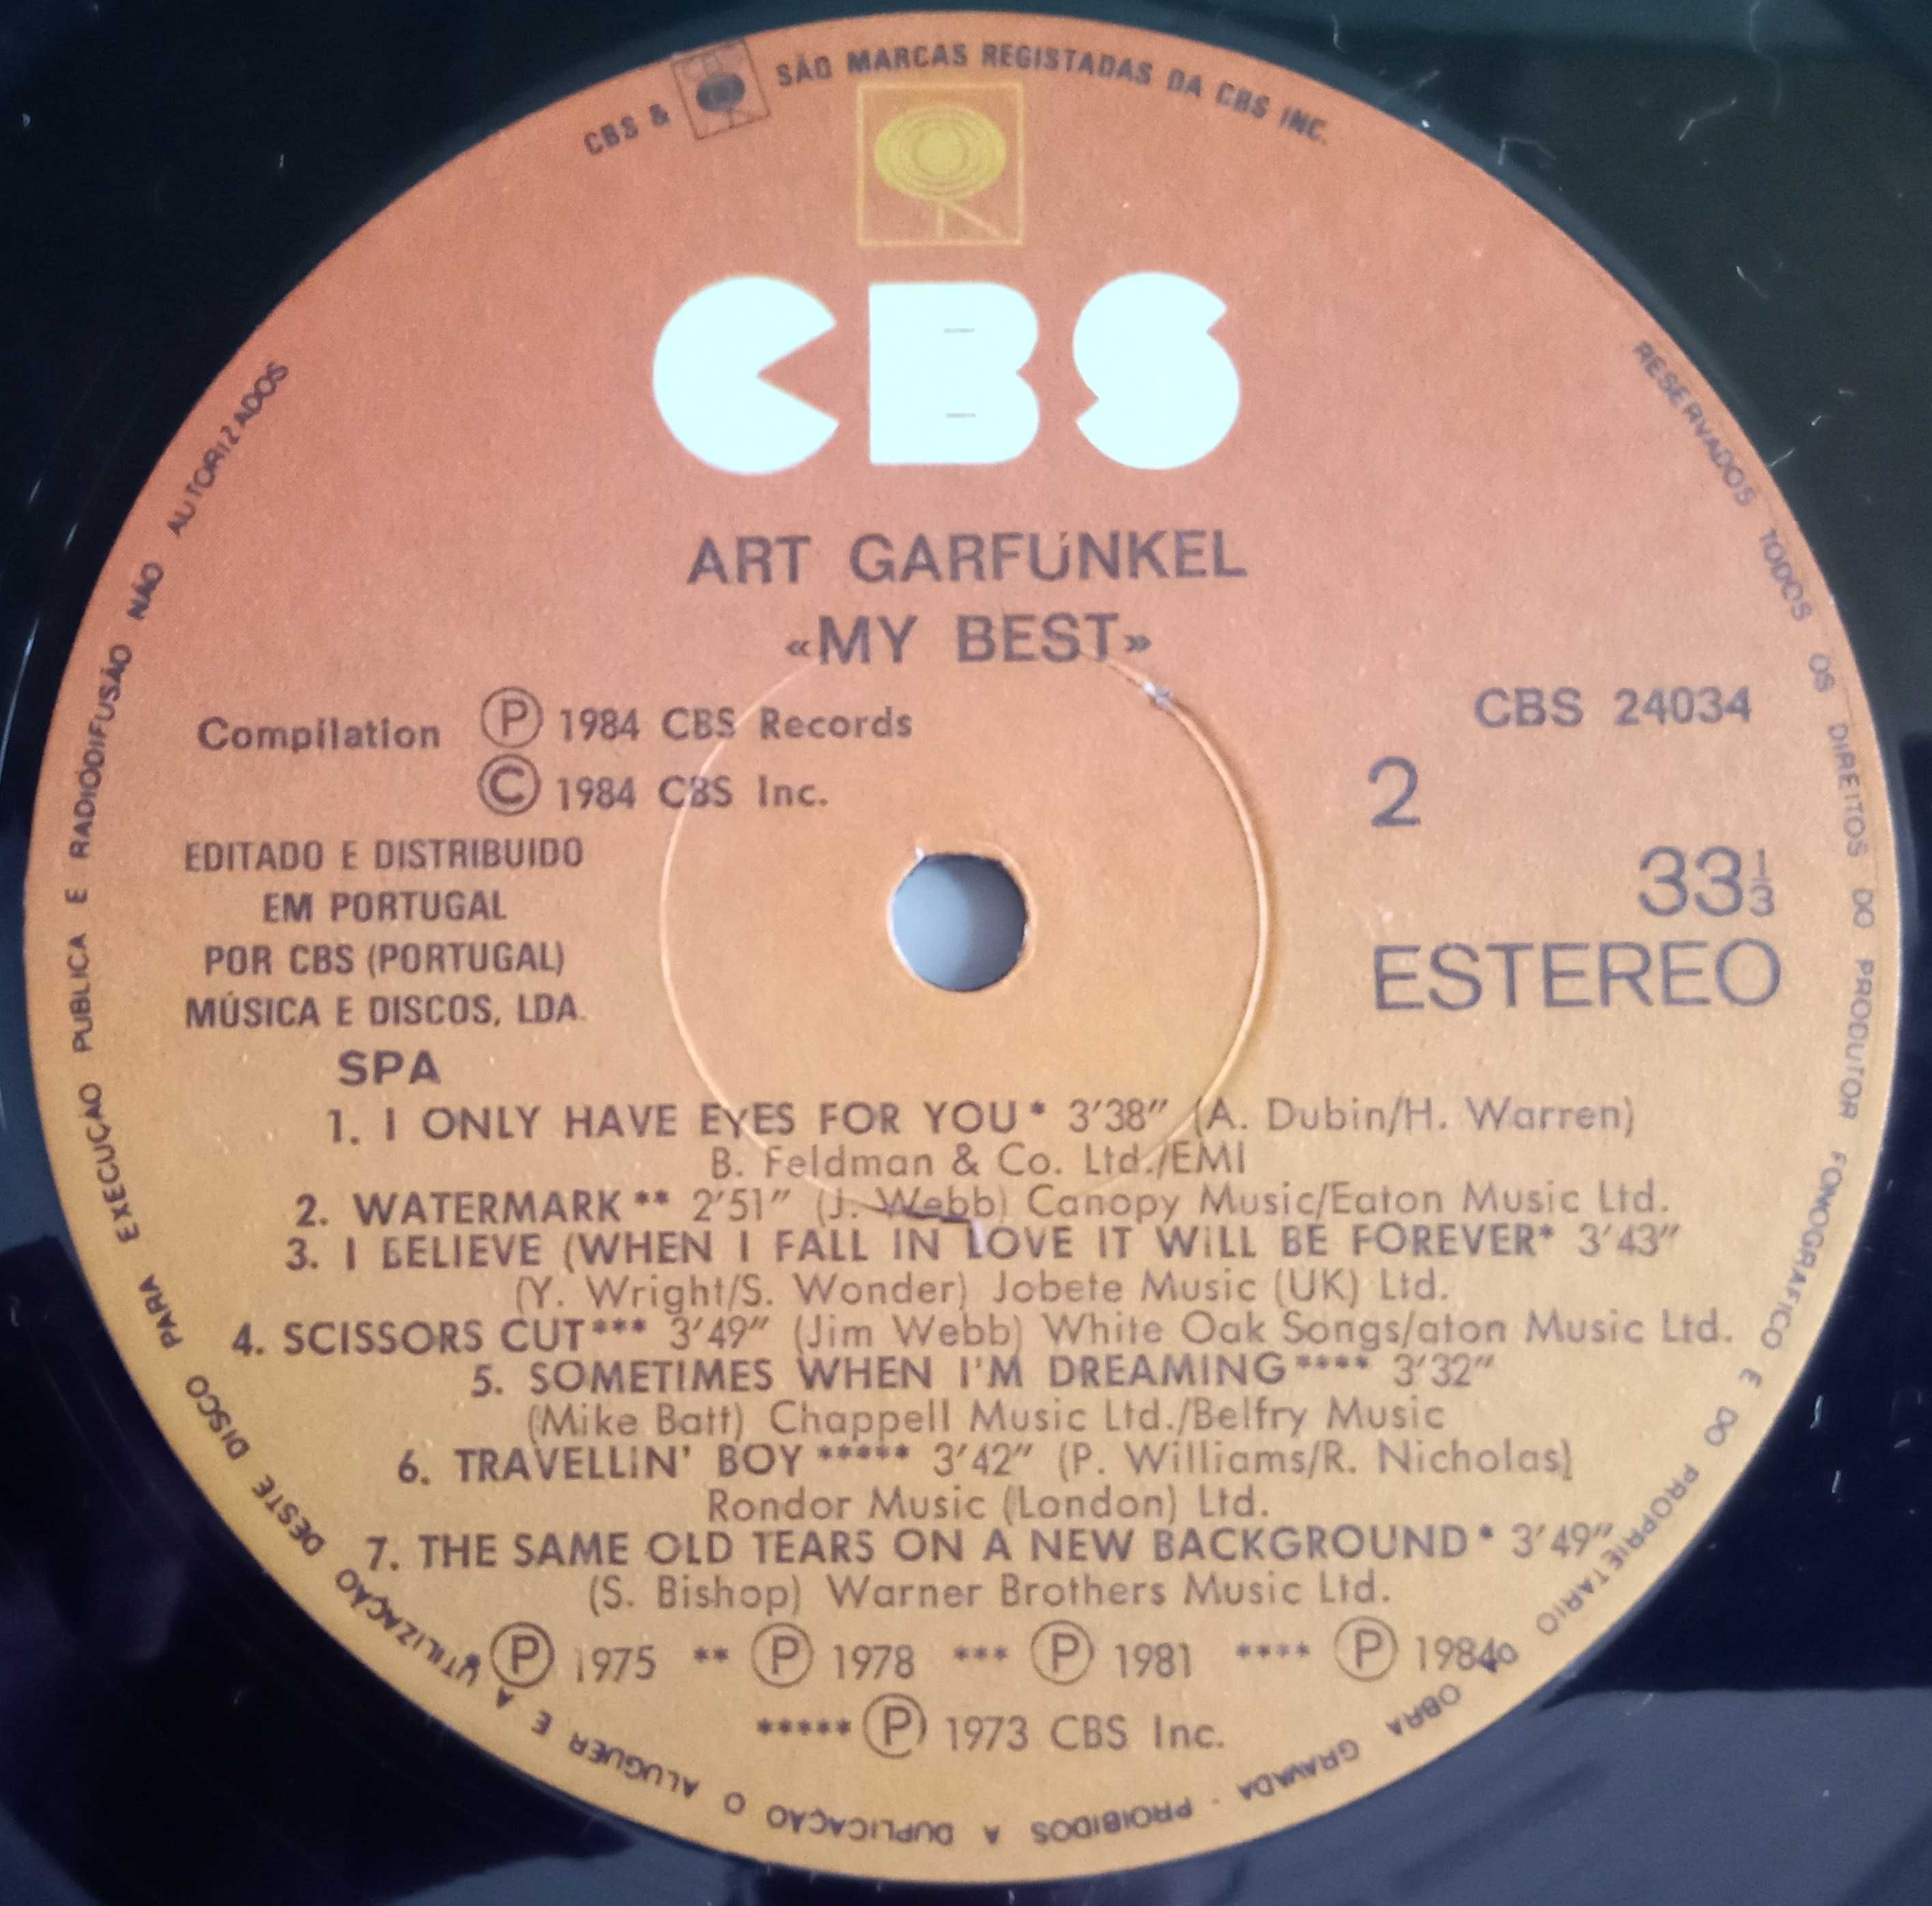 CBS & SÃO MARCAS REGISTADAS DA CBS INC.
CBS
ART GARFUNKEL
«MY BEST»
Compilation Ⓟ 1984 CBS Records
© 1984 CBS Inc.
CBS 24034
2
33 1/3
ESTEREO
EDITADO E DISTRIBUIDO
EM PORTUGAL
POR CBS (PORTUGAL)
MÚSICA E DISCOS, LDA.
SPA
1. I ONLY HAVE EYES FOR YOU* 3'38" (A. Dubin/H. Warren)
B. Feldman & Co. Ltd./EMI
2. WATERMARK** 2'51" (J. Webb) Canopy Music/Eaton Music Ltd.
3. I BELIEVE (WHEN I FALL IN LOVE IT WILL BE FOREVER* 3'43"
(Y. Wright/S. Wonder) Jobete Music (UK) Ltd.
4. SCISSORS CUT*** 3'49" (Jim Webb) White Oak Songs/aton Music Ltd.
5. SOMETIMES WHEN I'M DREAMING**** 3'32"
(Mike Batt) Chappell Music Ltd./Belfry Music
6. TRAVELLIN' BOY ***** 3'42" (P. Williams/R. Nicholas)
Rondor Music (London) Ltd.
7. THE SAME OLD TEARS ON A NEW BACKGROUND* 3'49"
(S. Bishop) Warner Brothers Music Ltd.
* Ⓟ 1975 ** Ⓟ 1978 *** Ⓟ 1981 **** Ⓟ 1984
***** Ⓟ 1973 CBS Inc.
RESERVADOS TODOS OS DIREITOS DO PRODUTOR FONOGRAFICO E DO PROPRIETARIO DA OBRA GRAVADA - PROIBIDOS A DUPLICAÇAO O ALUGUER E A UTILIZAÇAO DESTE DISCO PARA EXECUÇÃO PUBLICA E RADIODIFUSÃO NÃO AUTORIZADOS